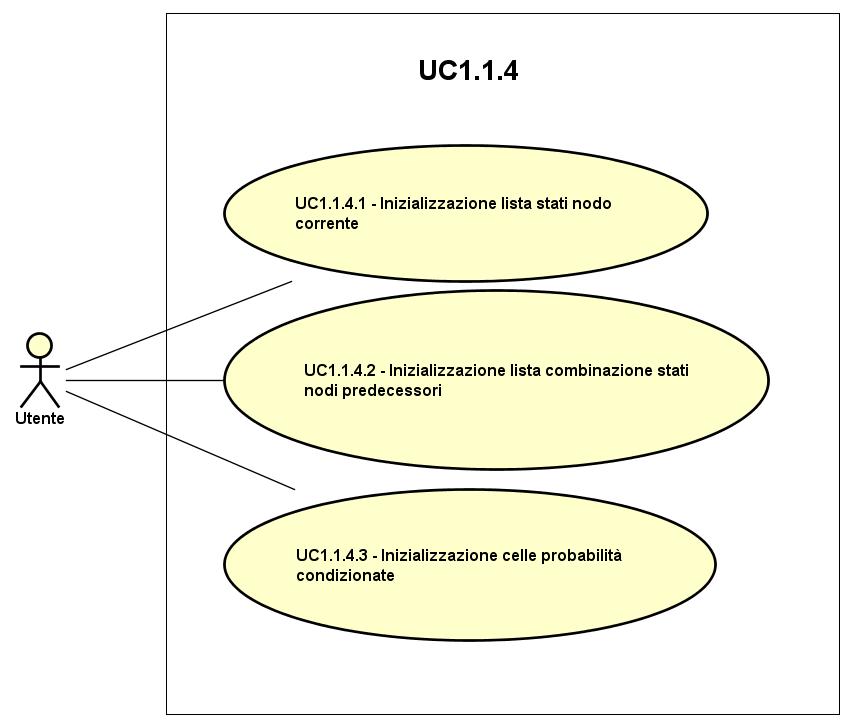 UC1.1.4
UC1.1.4.1 - Inizializzazione lista stati nodo
corrente
UC1.1.4.2 - Inizializzazione lista combinazione stati
nodi predecessori
Utente
UC1.1.4.3 - Inizializzazione celle probabilità
condizionate